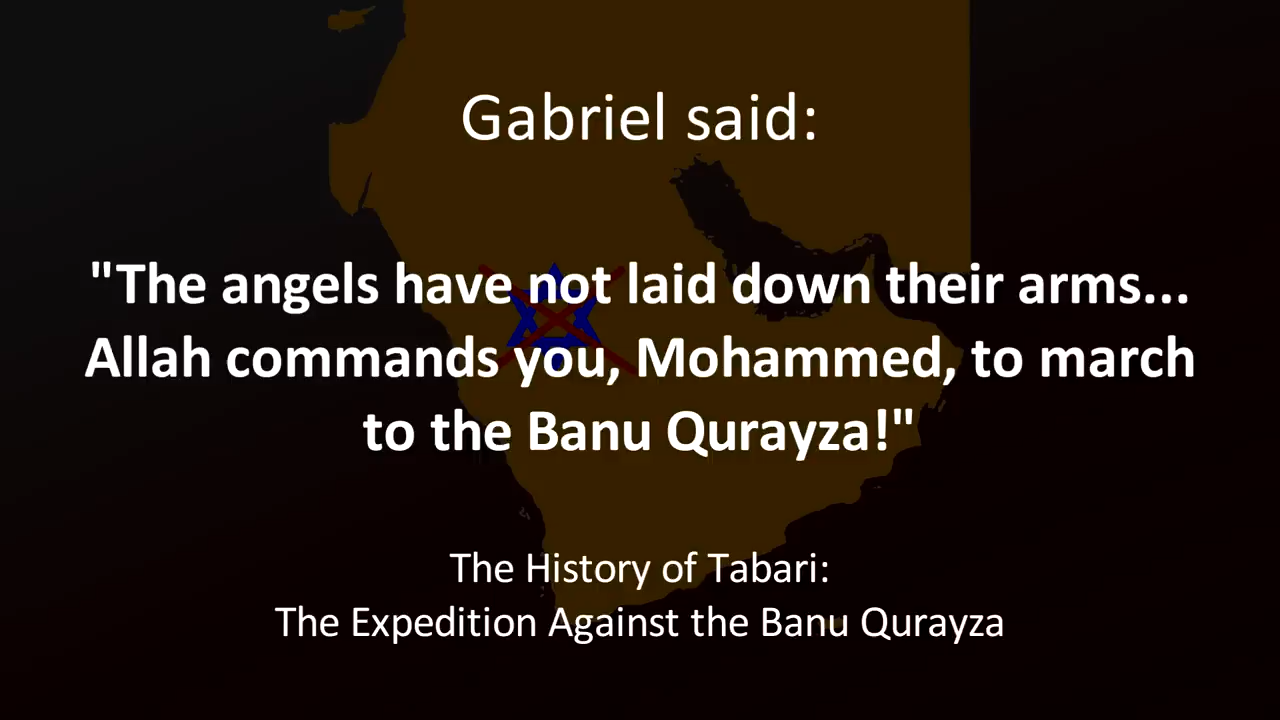 Gabriel said:
"The angels have not laid down their arms...
Allah commands you, Mohammed, to march
to the Banu Qurayza!"
The History of Tabari:
The Expedition Against the Banu Qurayza